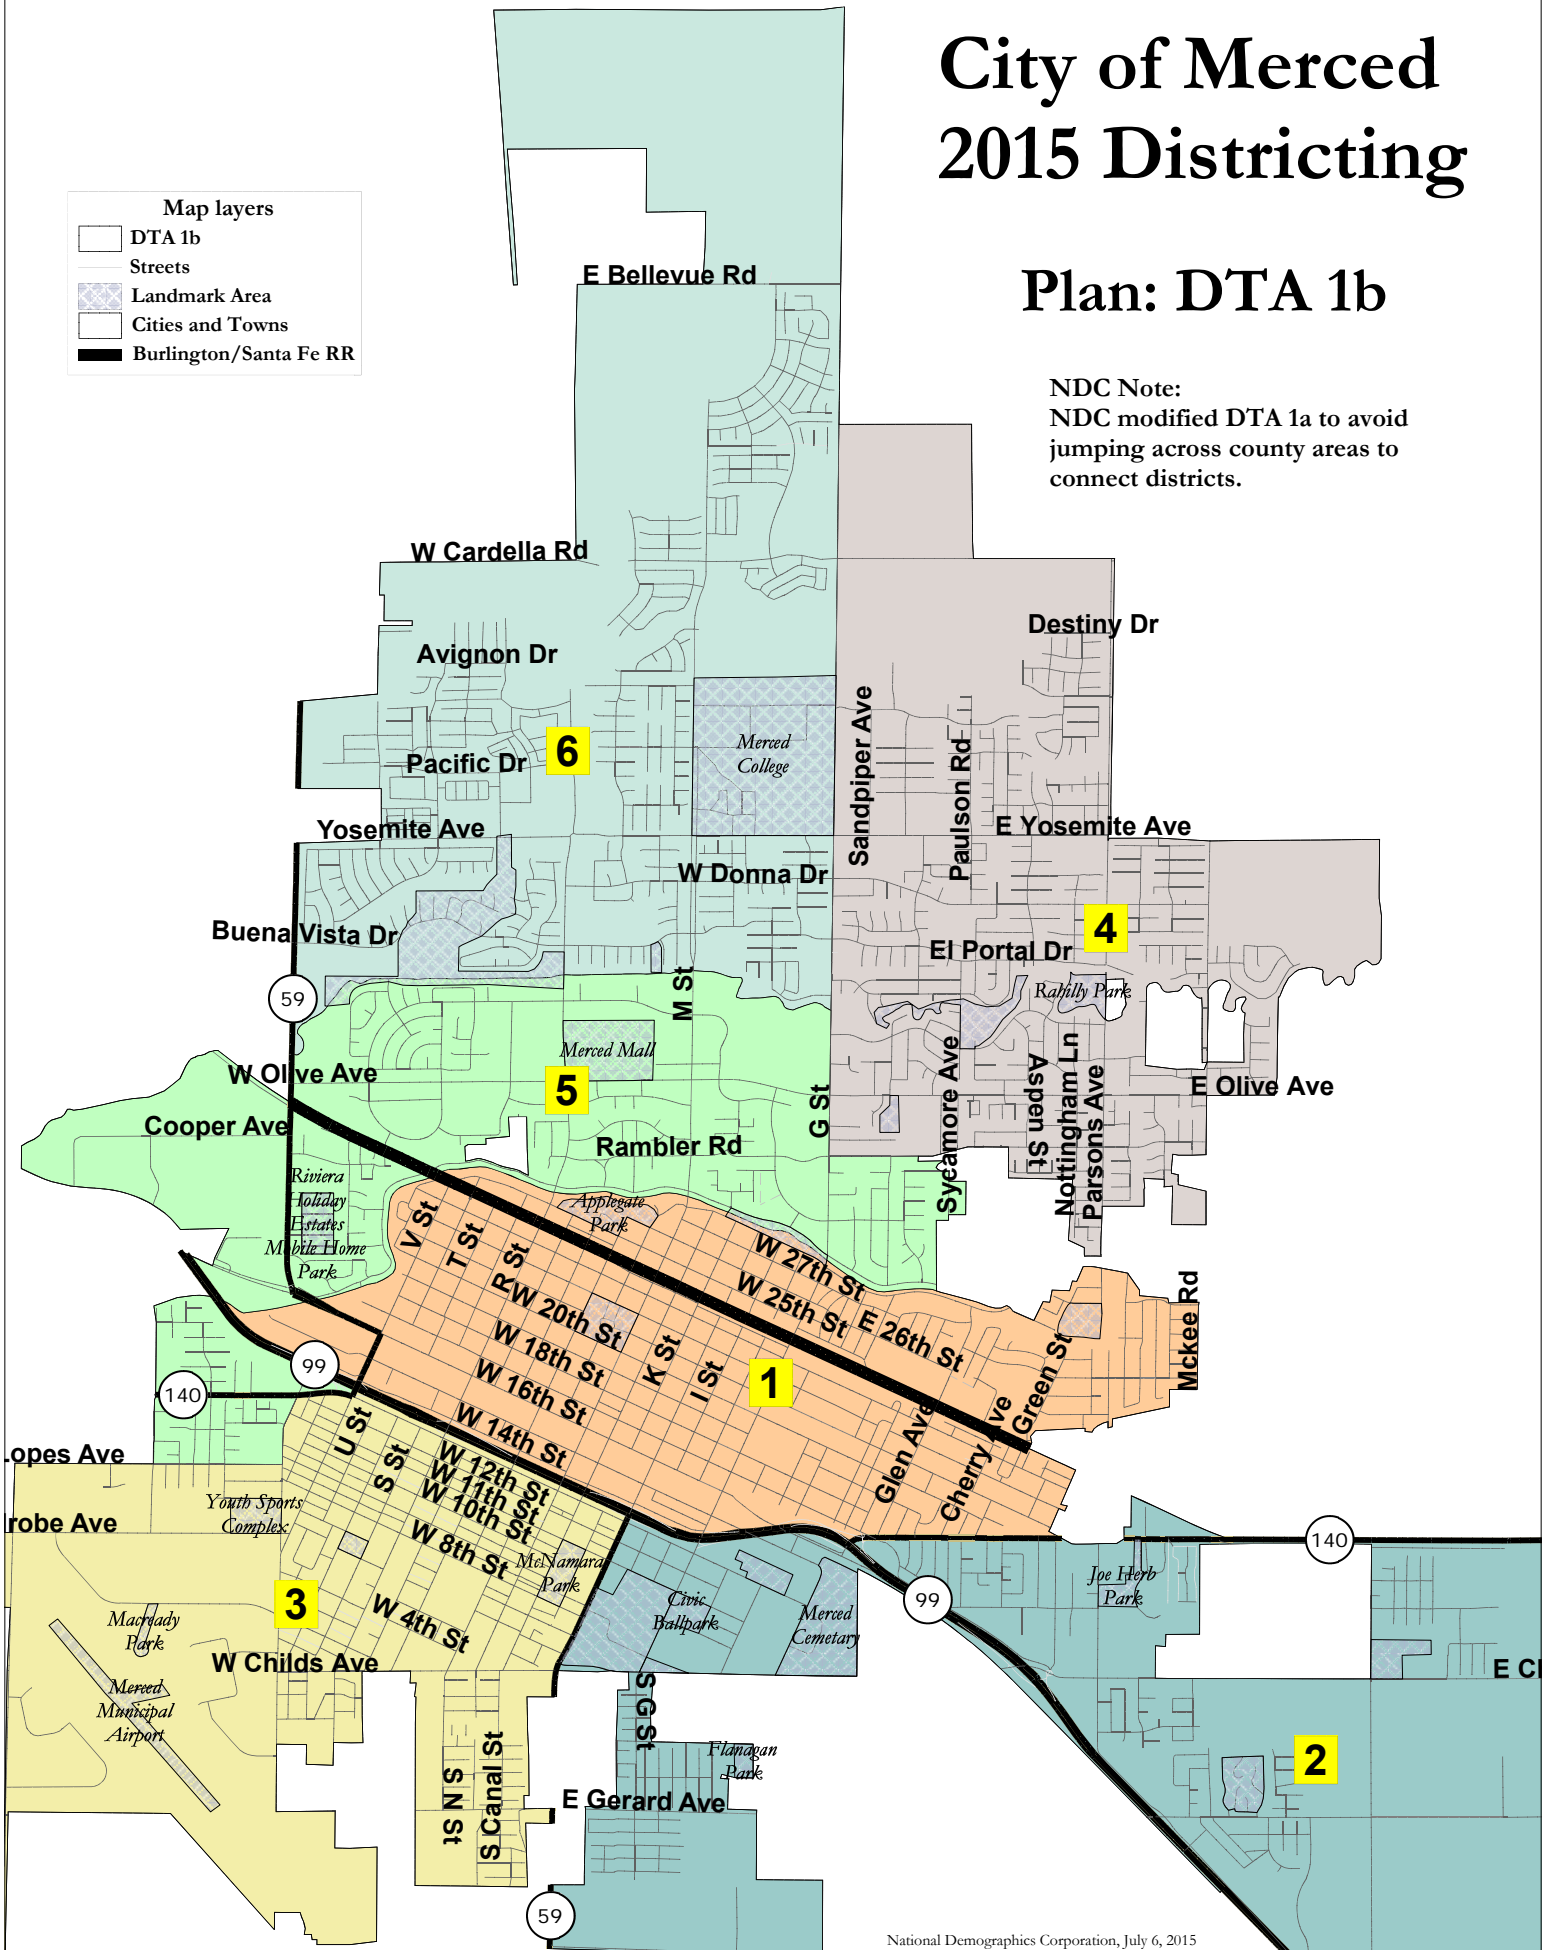 City of Merced
2015 Districting
Map layers
DTA 1b
Streets
Landmark Area
Cities and Towns
Burlington/Santa Fe RR
Plan: DTA 1b
NDC Note:
NDC modified DTA 1a to avoid
jumping across county areas to
connect districts.
E Bellevue Rd
W Cardella Rd
Destiny Dr
Avignon Dr
Sandpiper Ave
Paulson Rd
6
Merced
College
Pacific Dr
Yosemite Ave
E Yosemite Ave
W Donna Dr
Buena Vista Dr
4
El Portal Dr
M St
59
Rahilly Park
Merced Mall
W Olive Ave
5
G St
Sycamore Ave
Aspen St
Nottingham Ln
Parsons Ave
E Olive Ave
Cooper Ave
Rambler Rd
Riviera
Holiday
Estates
Mobile Home
Park
Applegate
Park
V St
T St
R St
W 27th St
W 25th St
E 26th St
W 20th St
W 18th St
W 16th St
W 14th St
K St
I St
1
Mckee Rd
Green St
Cherry Ave
Glen Ave
99
140
U St
S St
W 12th St
W 11th St
W 10th St
W 8th St
W 4th St
.opes Ave
Youth Sports
Complex
robe Ave
McNamara
Park
140
3
Civic
Ballpark
Merced
Cemetary
99
Joe Herb
Park
Macready
Park
W Childs Ave
E Cl
Merced
Municipal
Airport
S G St
Flanagan
Park
2
S N St
S Canal St
E Gerard Ave
59
National Demographics Corporation, July 6, 2015